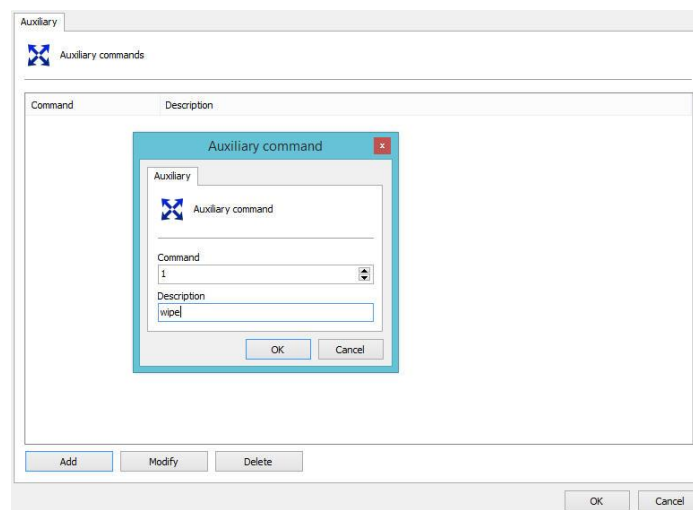 Auxiliary
Auxiliary commands
Command Description
Auxiliary command
x
Auxiliary
Auxiliary command
Command
1
Description
wipe
OK Cancel
Add Modify Delete
OK Cancel